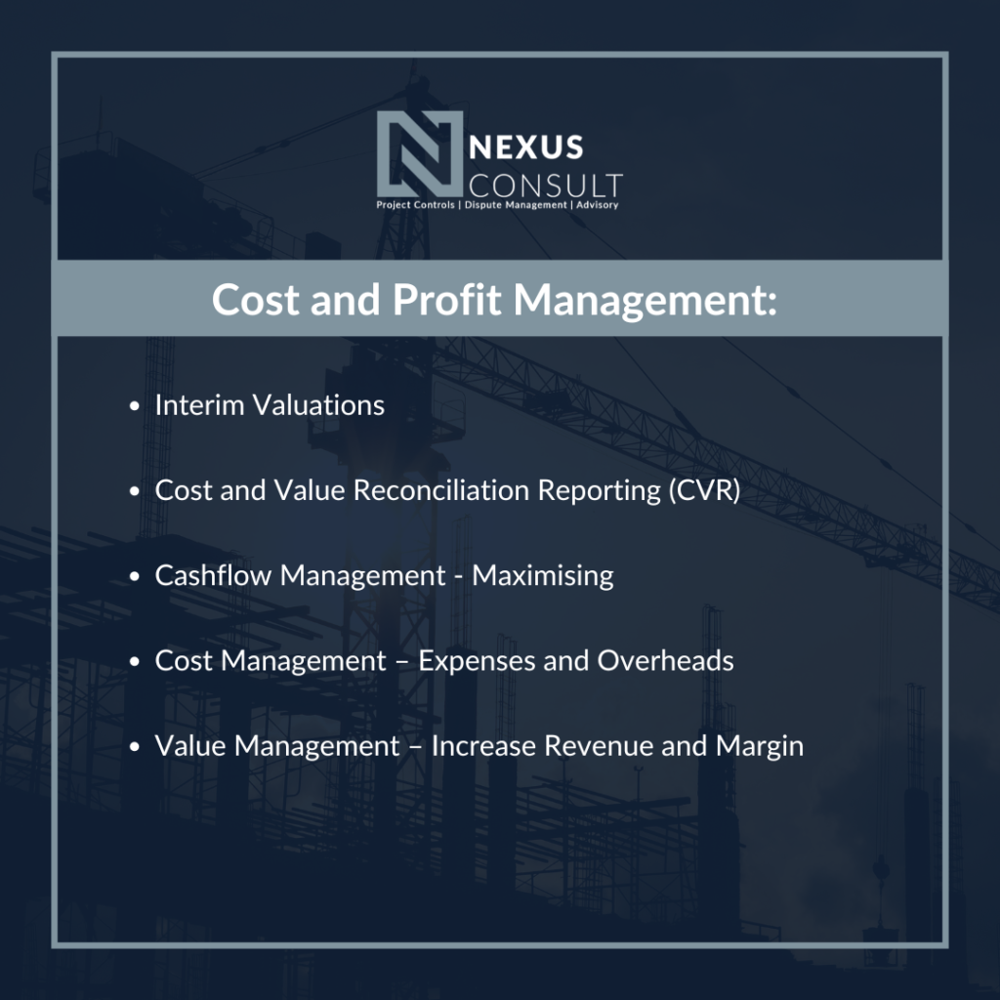 NEXUS
CONSULT
Project Controls | Dispute Management | Advisory
Cost and Profit Management:
• Interim Valuations
• Cost and Value Reconciliation Reporting (CVR)
• Cashflow Management - Maximising
• Cost Management – Expenses and Overheads
• Value Management – Increase Revenue and Margin